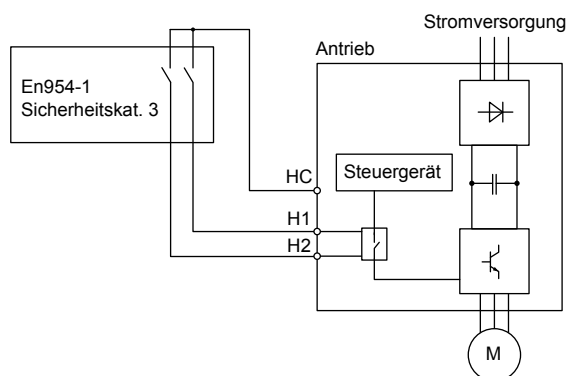 Stromversorgung
Antrieb
En954-1
Sicherheitskat. 3
Steuergerät
HC
H1
H2
M